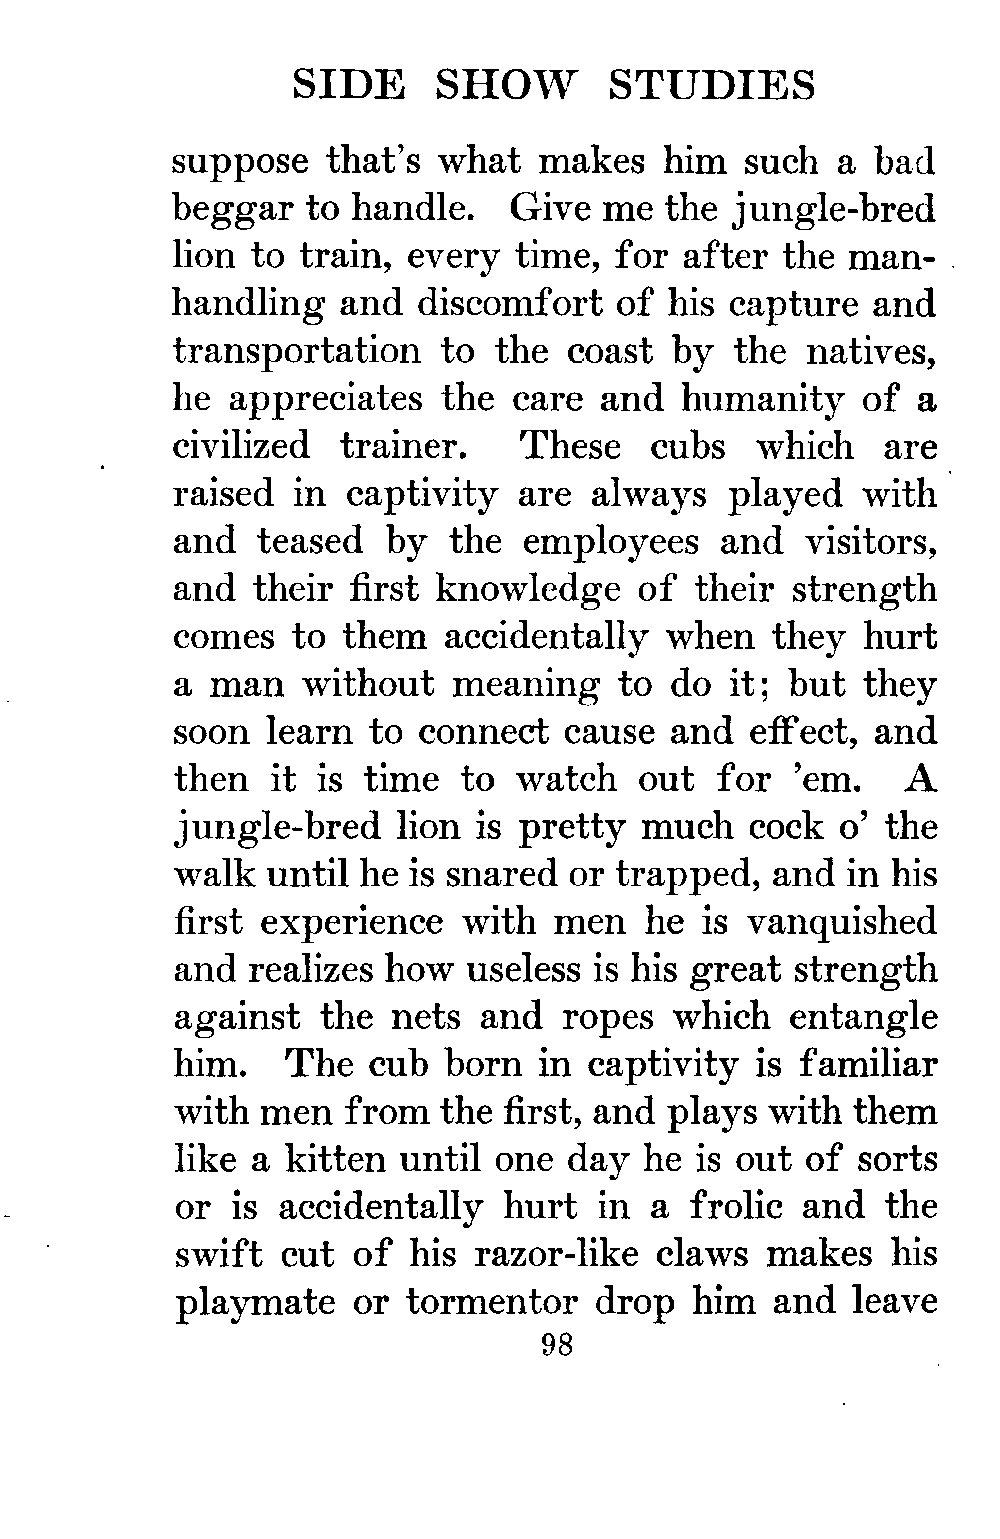 SIDE SHOW STUDIES
suppose that's what makes him such a bad
beggar to handle. Give me the jungle-bred
lion to train, every time, for after the man-
handling and discomfort of his capture and
transportation to the coast by the natives,
he appreciates the care and humanity of a
civilized trainer. These cubs which are
raised in captivity are always played with
and teased by the employees and visitors,
and their first knowledge of their strength
comes to them accidentally when they hurt
a man without meaning to do it; but they
soon learn to connect cause and effect, and
then it is time to watch out for 'em. A
jungle-bred lion is pretty much cock o' the
walk until he is snared or trapped, and in his
first experience with men he is vanquished
and realizes how useless is his great strength
against the nets and ropes which entangle
him. The cub born in captivity is familiar
with men from the first, and plays with them
like a kitten until one day he is out of sorts
or is accidentally hurt in a frolic and the
swift cut of his razor-like claws makes his
playmate or tormentor drop him and leave
98